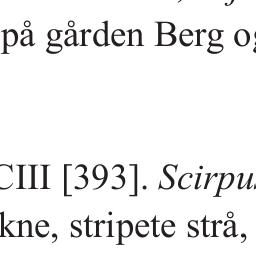 på gården Berg og
CIII [393]. Scirpu
kne, stripete strå,